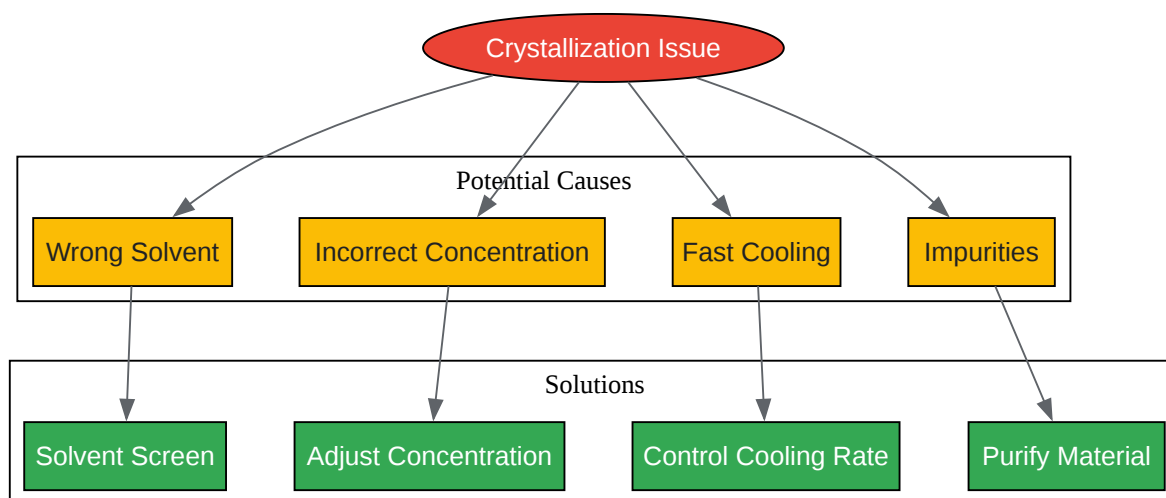 Crystallization Issue
Potential Causes
Wrong Solvent
Incorrect Concentration
Fast Cooling
Impurities
Solutions
Solvent Screen
Adjust Concentration
Control Cooling Rate
Purify Material